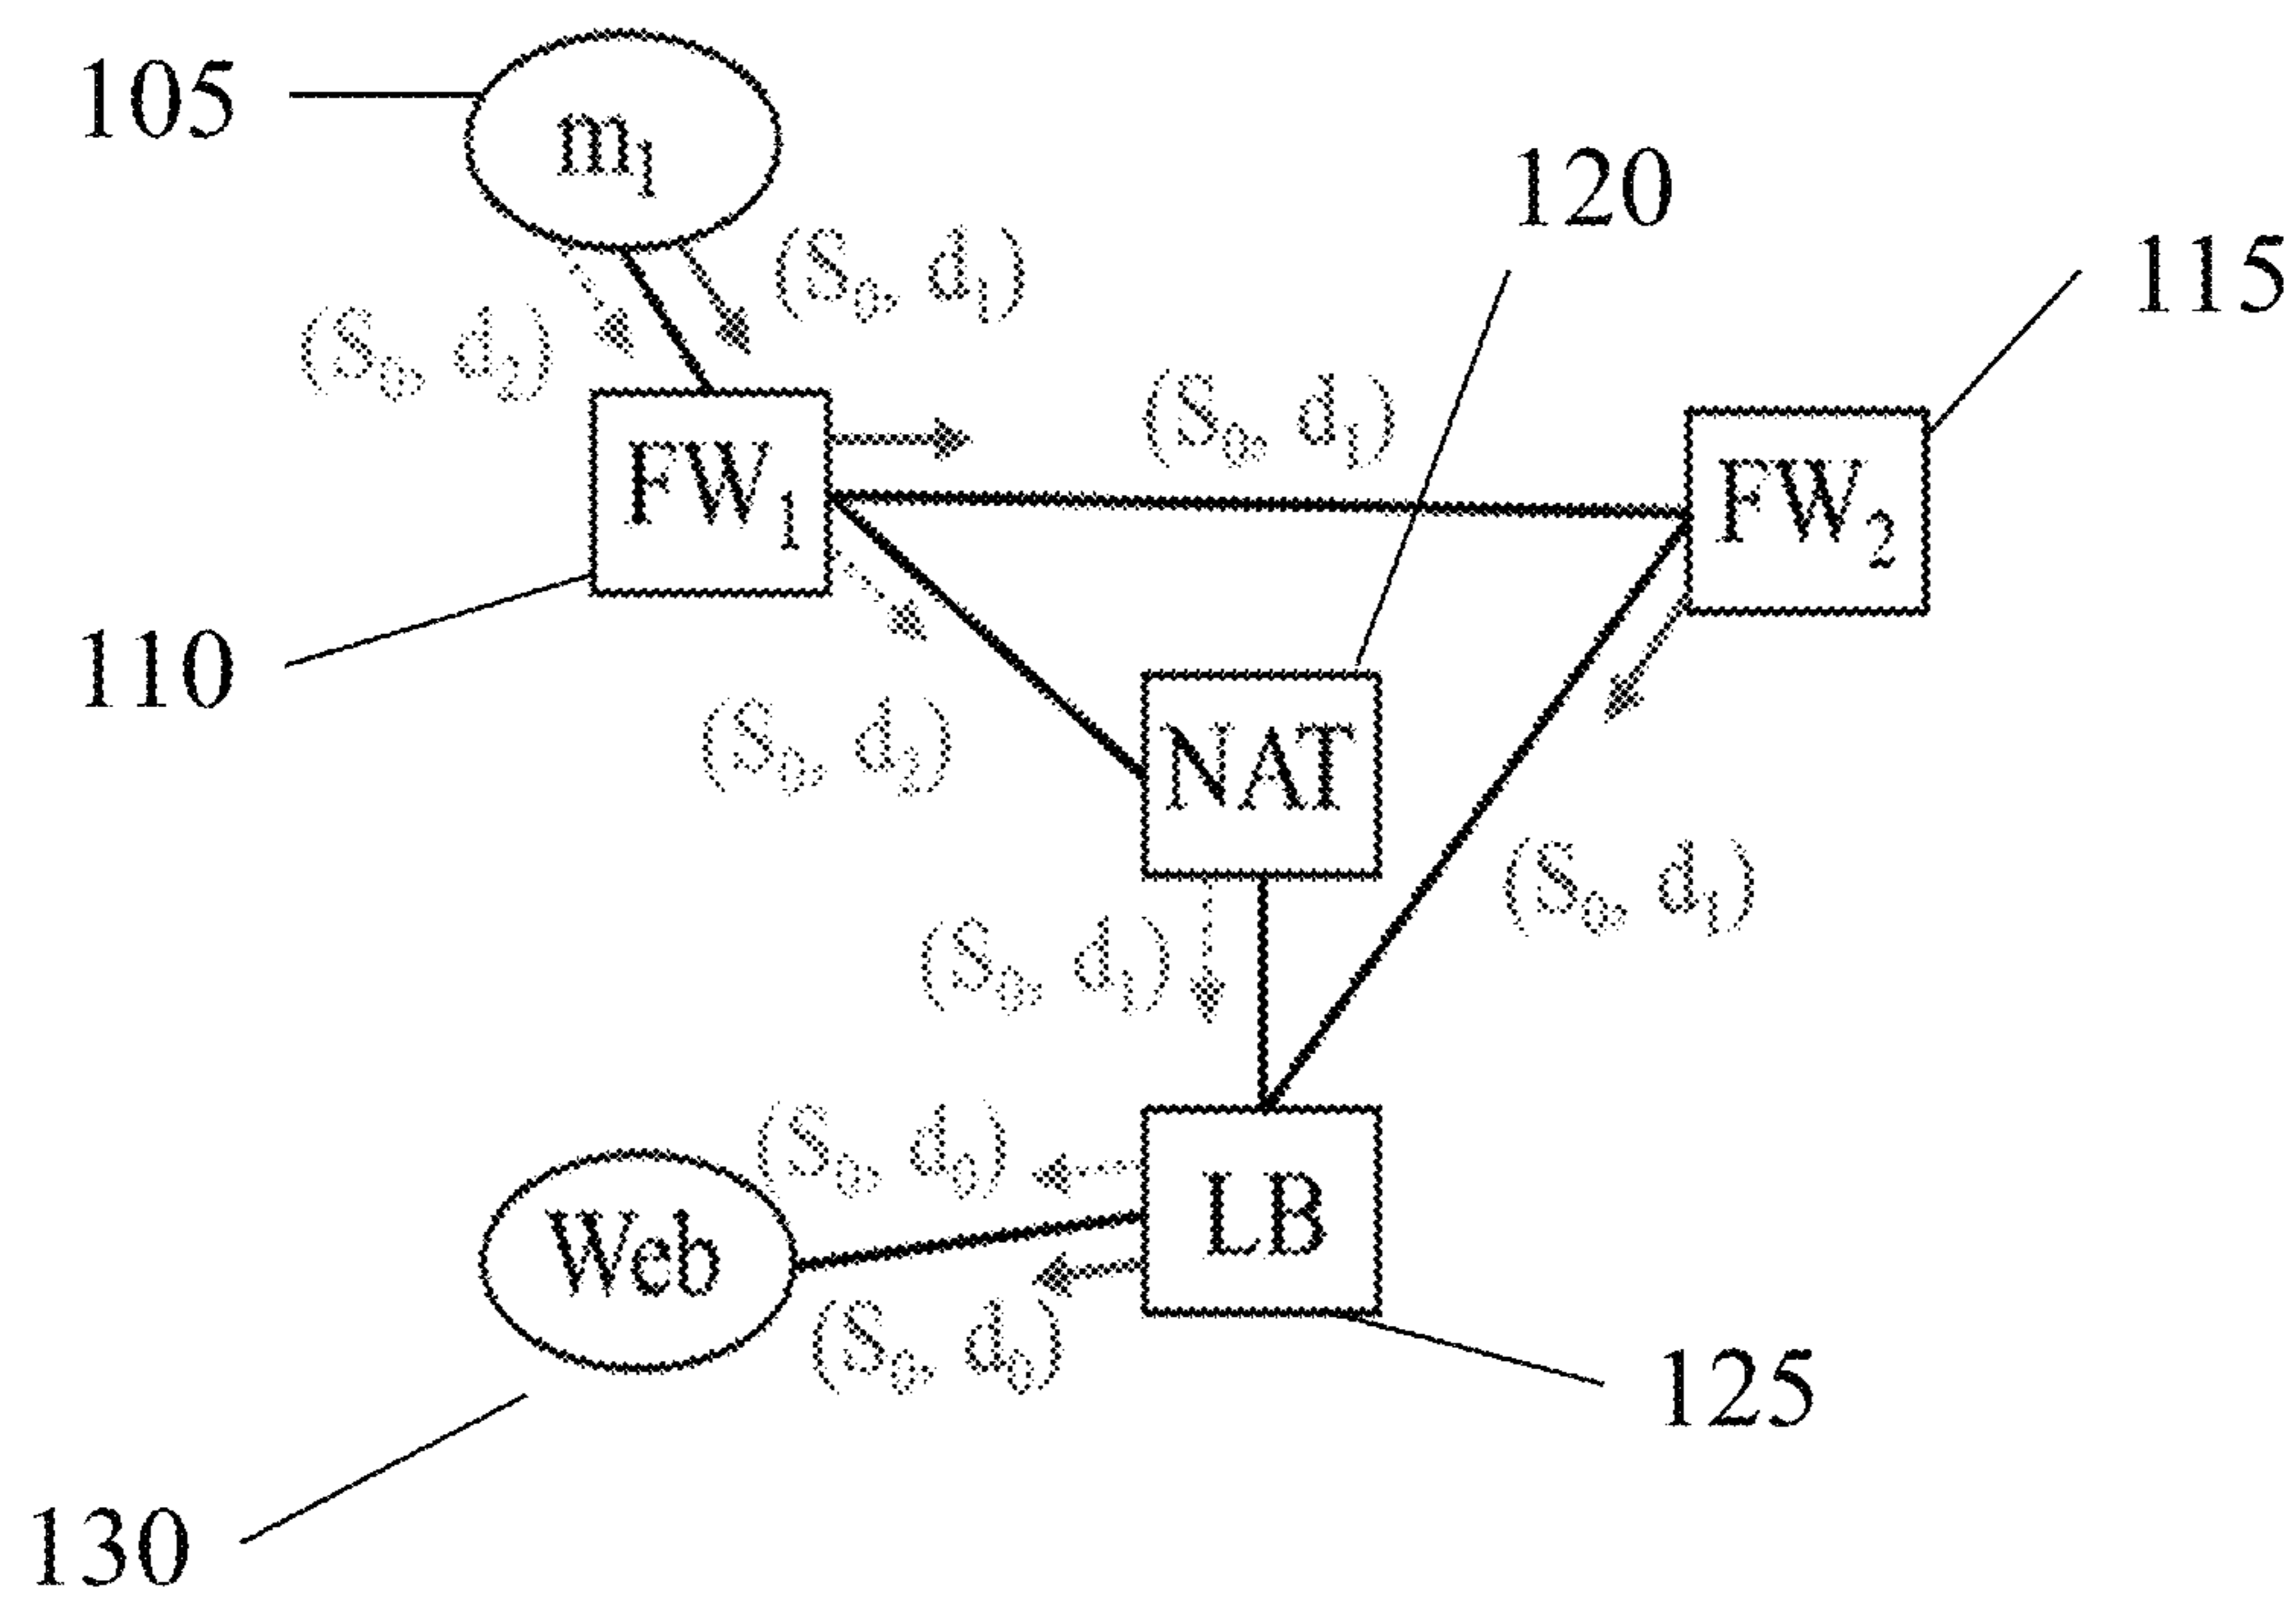 105
m₁
120
115
(S₀, d₁)
(S₀, d₂)
(S₀, d₁)
FW₁
FW₂
110
(S₀, d₂)
NAT
(S₀, d₁)
(S₀, d₁)
(S₀, d₀)
Web
LB
(S₀, d₀)
125
130